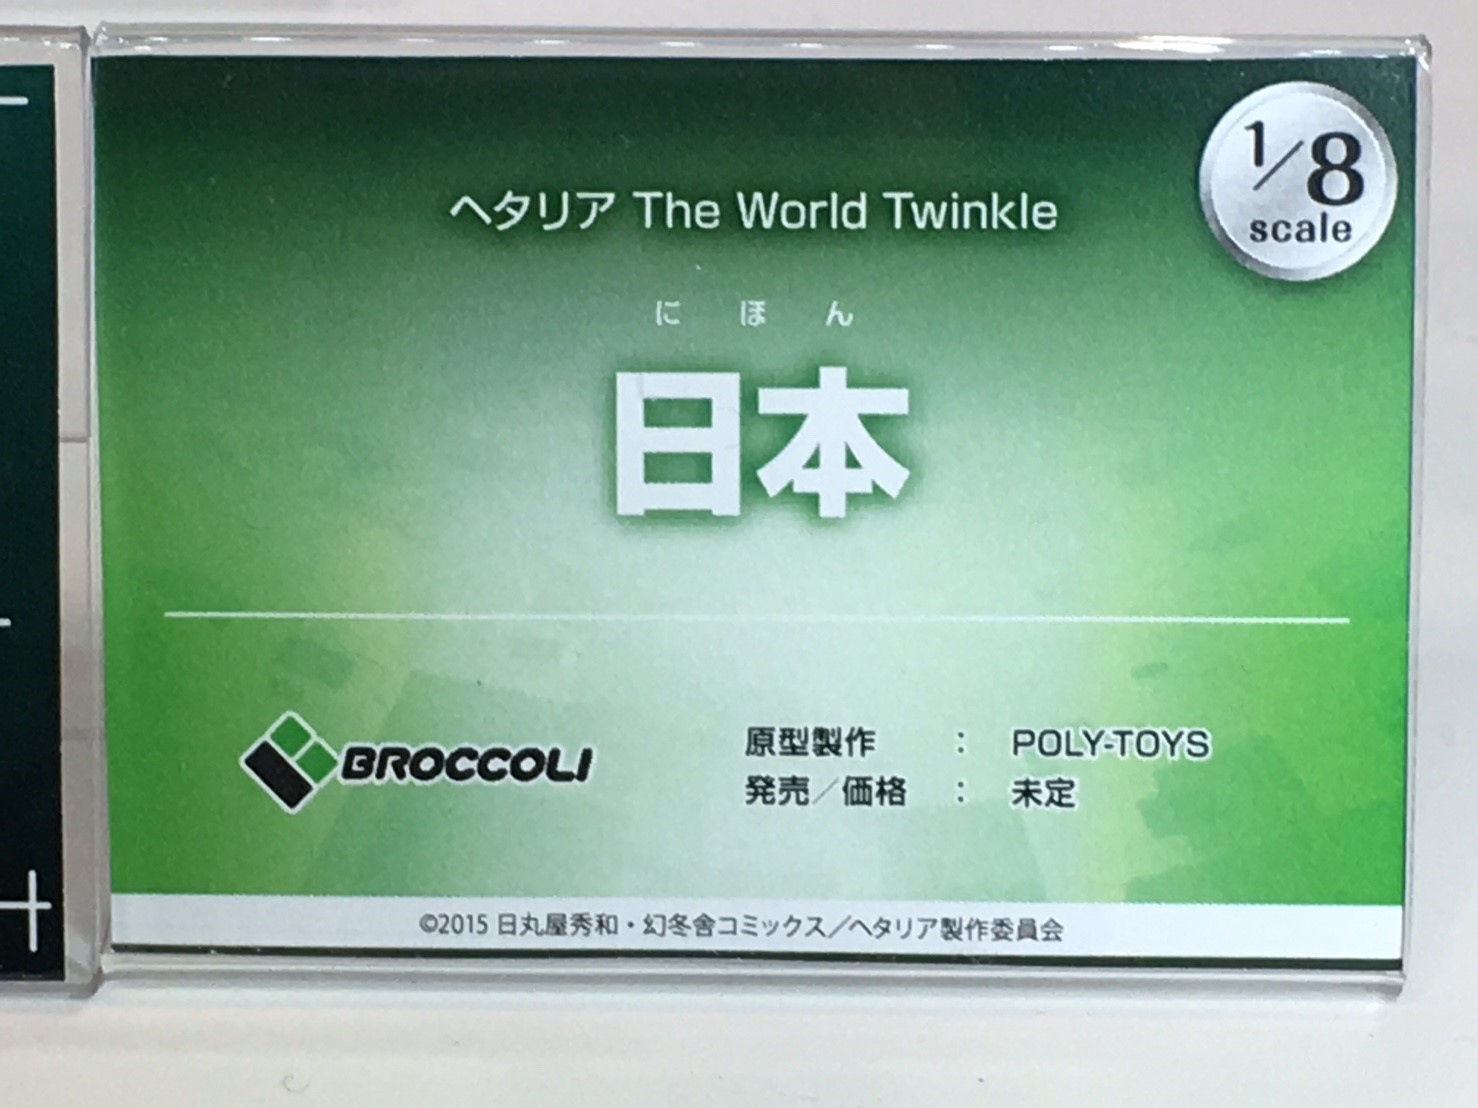 1/8
scale
ヘタリア The World Twinkle
にほん
日本
BROCCOLI
原型製作 : POLY-TOYS
発売／価格 : 未定
©2015 日丸屋秀和・幻冬舎コミックス／ヘタリア製作委員会